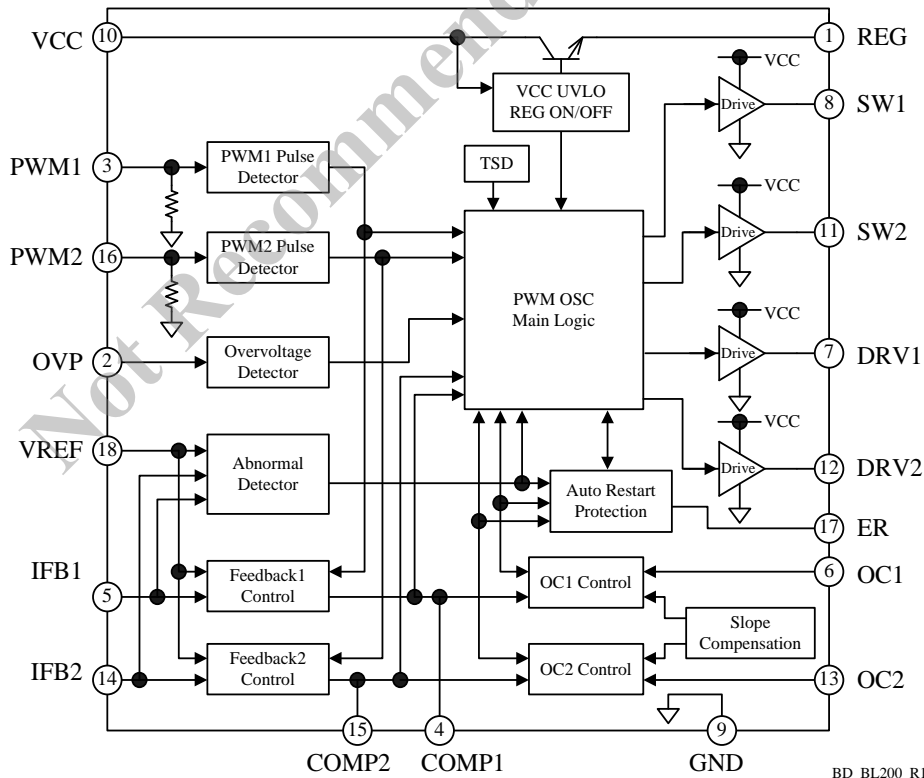 VCC
10
1
REG
VCC UVLO
REG ON/OFF
VCC
Drive
8
SW1
PWM1
3
PWM1 Pulse
Detector
TSD
VCC
Drive
11
SW2
PWM2
16
PWM2 Pulse
Detector
PWM OSC
Main Logic
OVP
2
Overvoltage
Detector
VCC
Drive
7
DRV1
VREF
18
Abnormal
Detector
VCC
Drive
12
DRV2
Auto Restart
Protection
17
ER
IFB1
5
Feedback1
Control
OC1 Control
6
OC1
Slope
Compensation
IFB2
14
Feedback2
Control
OC2 Control
13
OC2
15
COMP2
4
COMP1
9
GND
Not Recommend